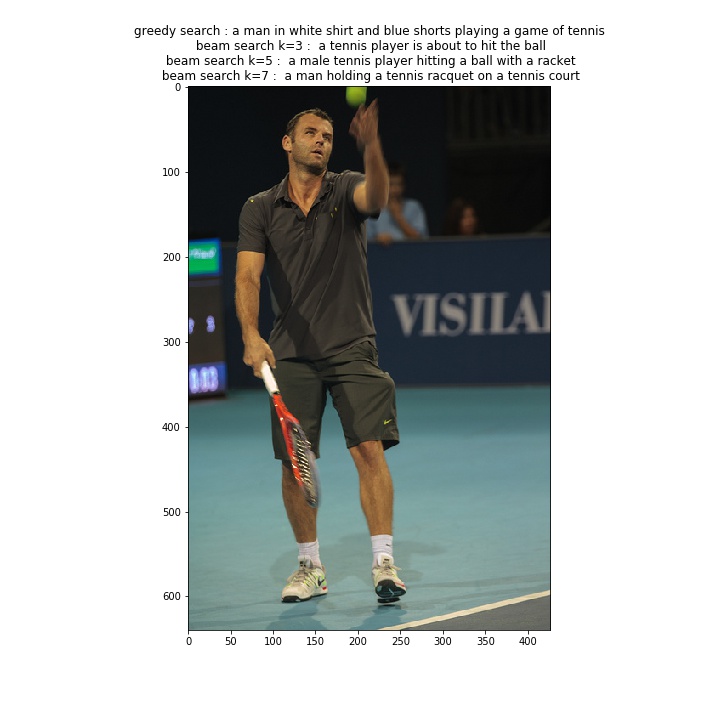 greedy search : a man in white shirt and blue shorts playing a game of tennis
beam search k=3 :  a tennis player is about to hit the ball
beam search k=5 :  a male tennis player hitting a ball with a racket
beam search k=7 :  a man holding a tennis racquet on a tennis court
0
100
200
VISILA
300
400
500
600
0 50 100 150 200 250 300 350 400